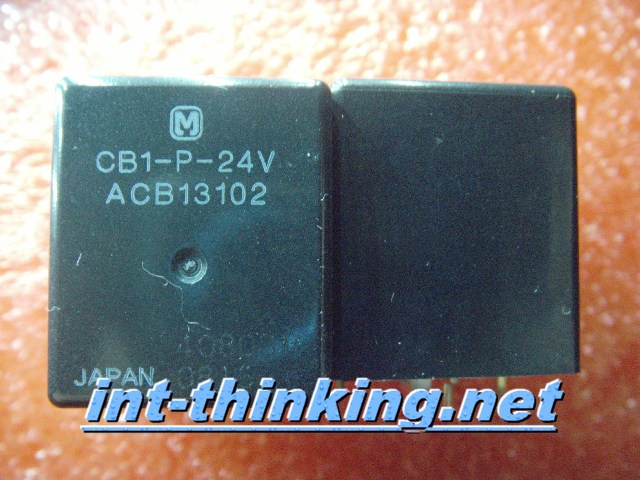 M
CB1-P-24V
ACB13102
JAPAN
int-thinking.net